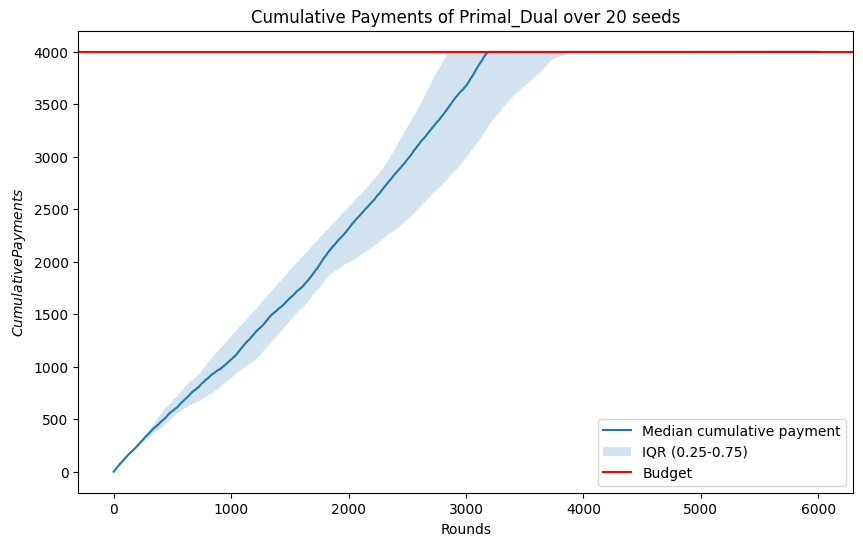 Cumulative Payments of Primal_Dual over 20 seeds
4000
3500
3000
2500
2000
1500
1000
500
0
CumulativePayments
0 1000 2000 3000 4000 5000 6000
Rounds
Median cumulative payment
IQR (0.25-0.75)
Budget